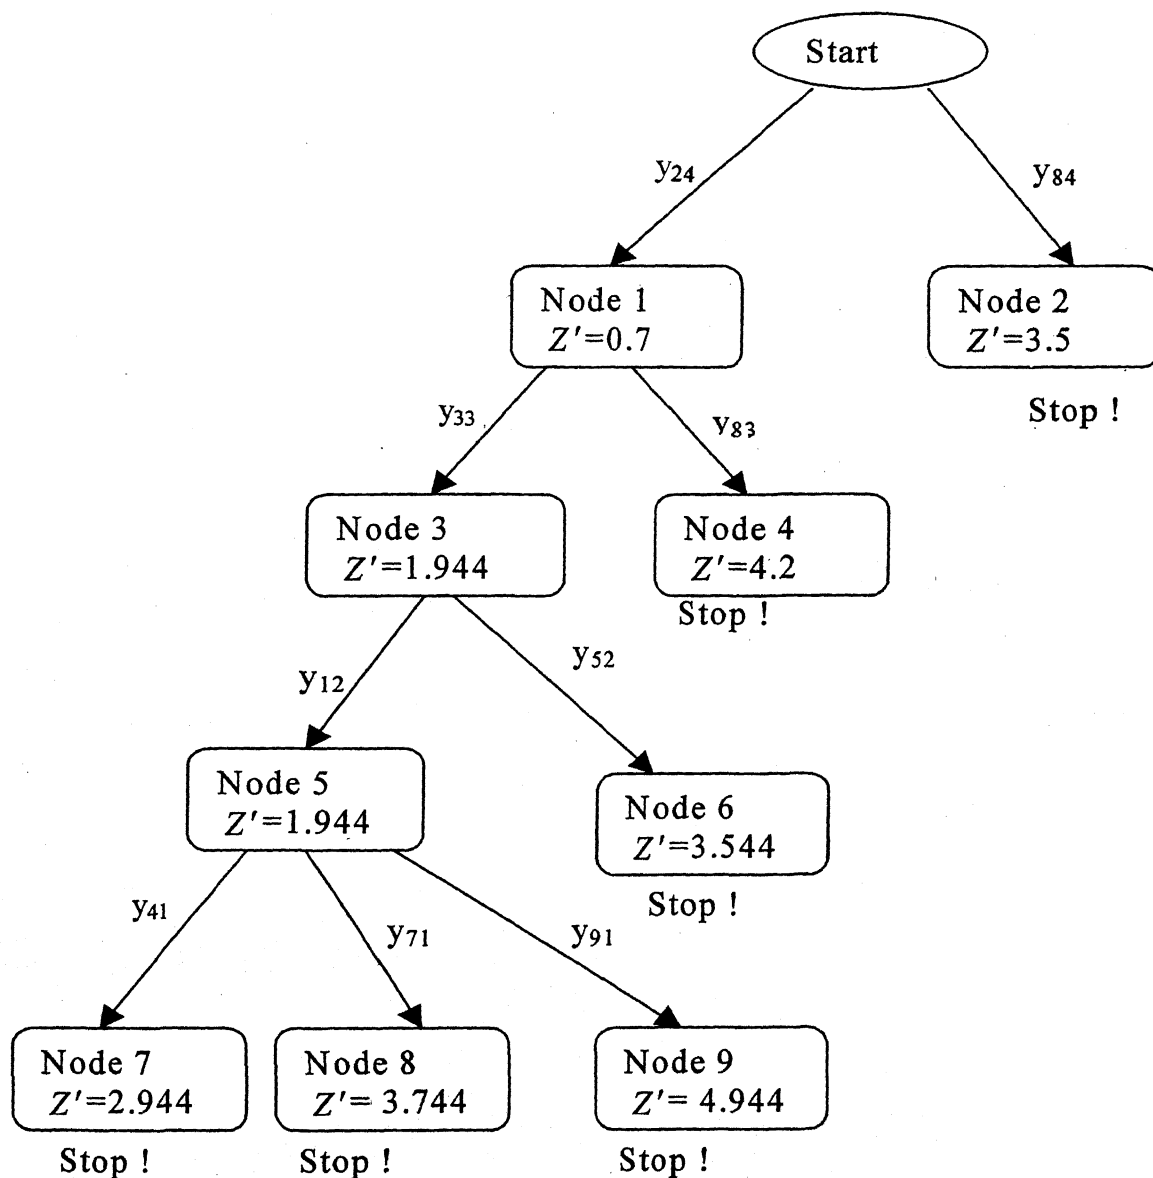 Start
y₂₄
y₈₄
Node 1
Z'=0.7
Node 2
Z'=3.5
Stop !
y₃₃
y₈₃
Node 3
Z'=1.944
Node 4
Z'=4.2
Stop !
y₁₂
y₅₂
Node 5
Z'=1.944
Node 6
Z'=3.544
Stop !
y₄₁
y₇₁
y₉₁
Node 7
Z'=2.944
Node 8
Z'= 3.744
Node 9
Z'= 4.944
Stop !
Stop !
Stop !